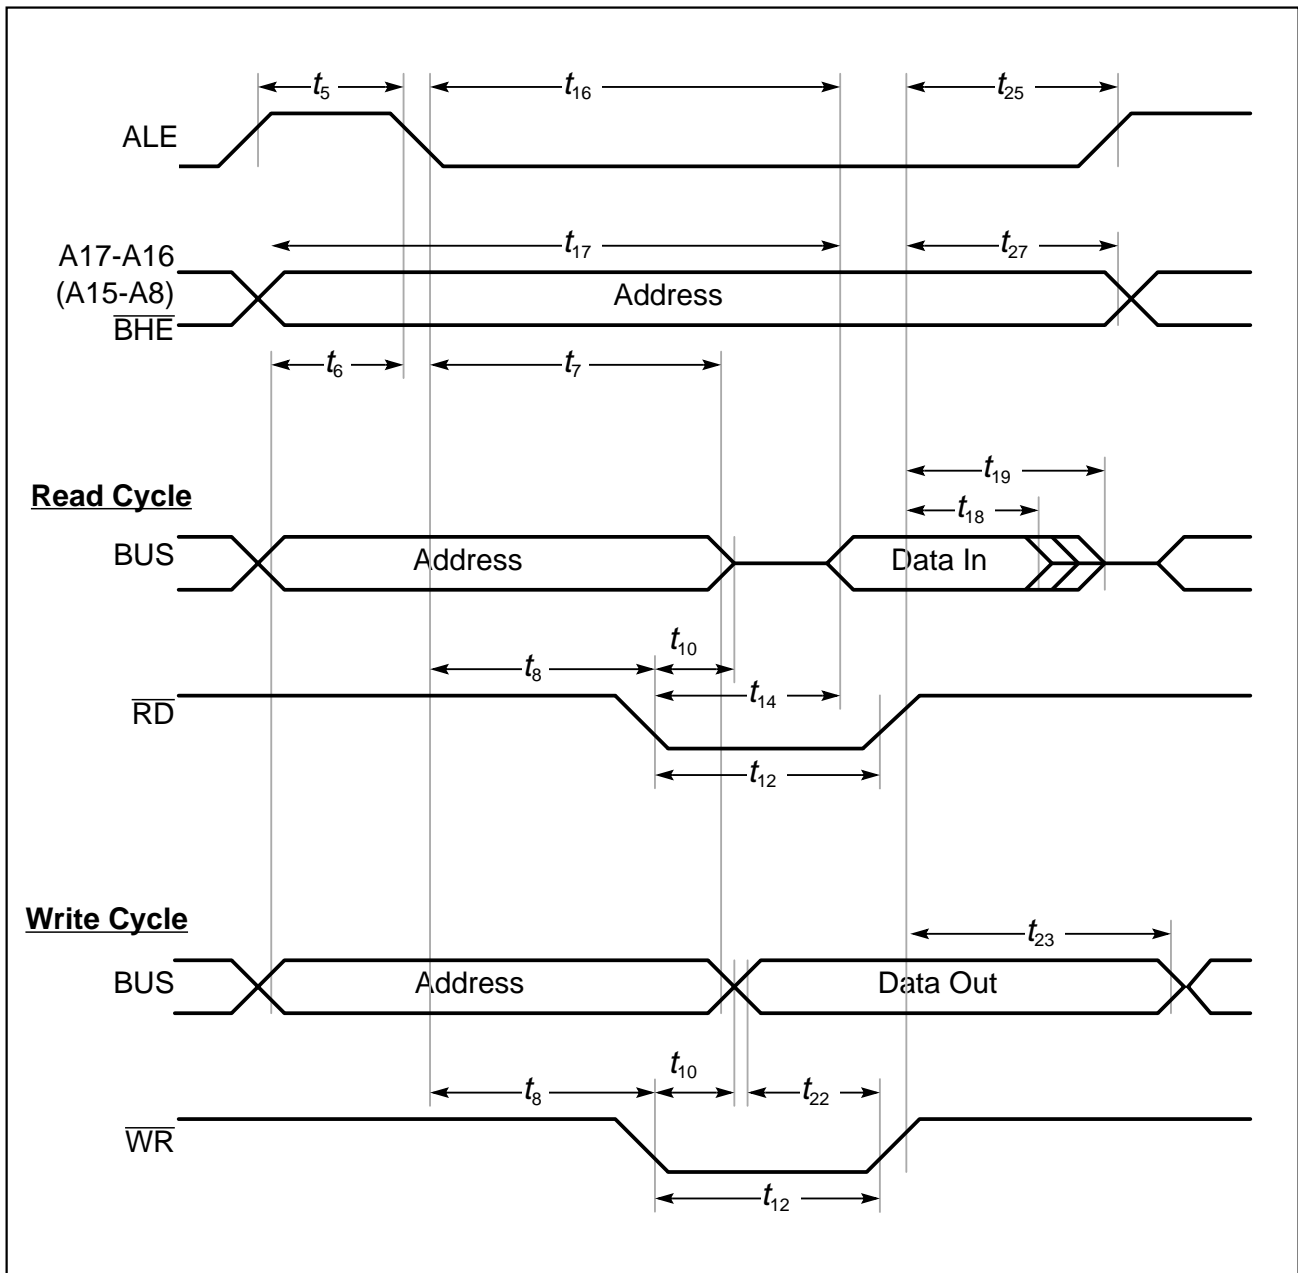 t5
t16
t25
ALE
A17-A16
(A15-A8)
BHE
t17
t27
Address
t6
t7
t19
Read Cycle
t18
BUS
Address
Data In
t10
t8
t14
RD
t12
Write Cycle
t23
BUS
Address
Data Out
t10
t8
t22
WR
t12